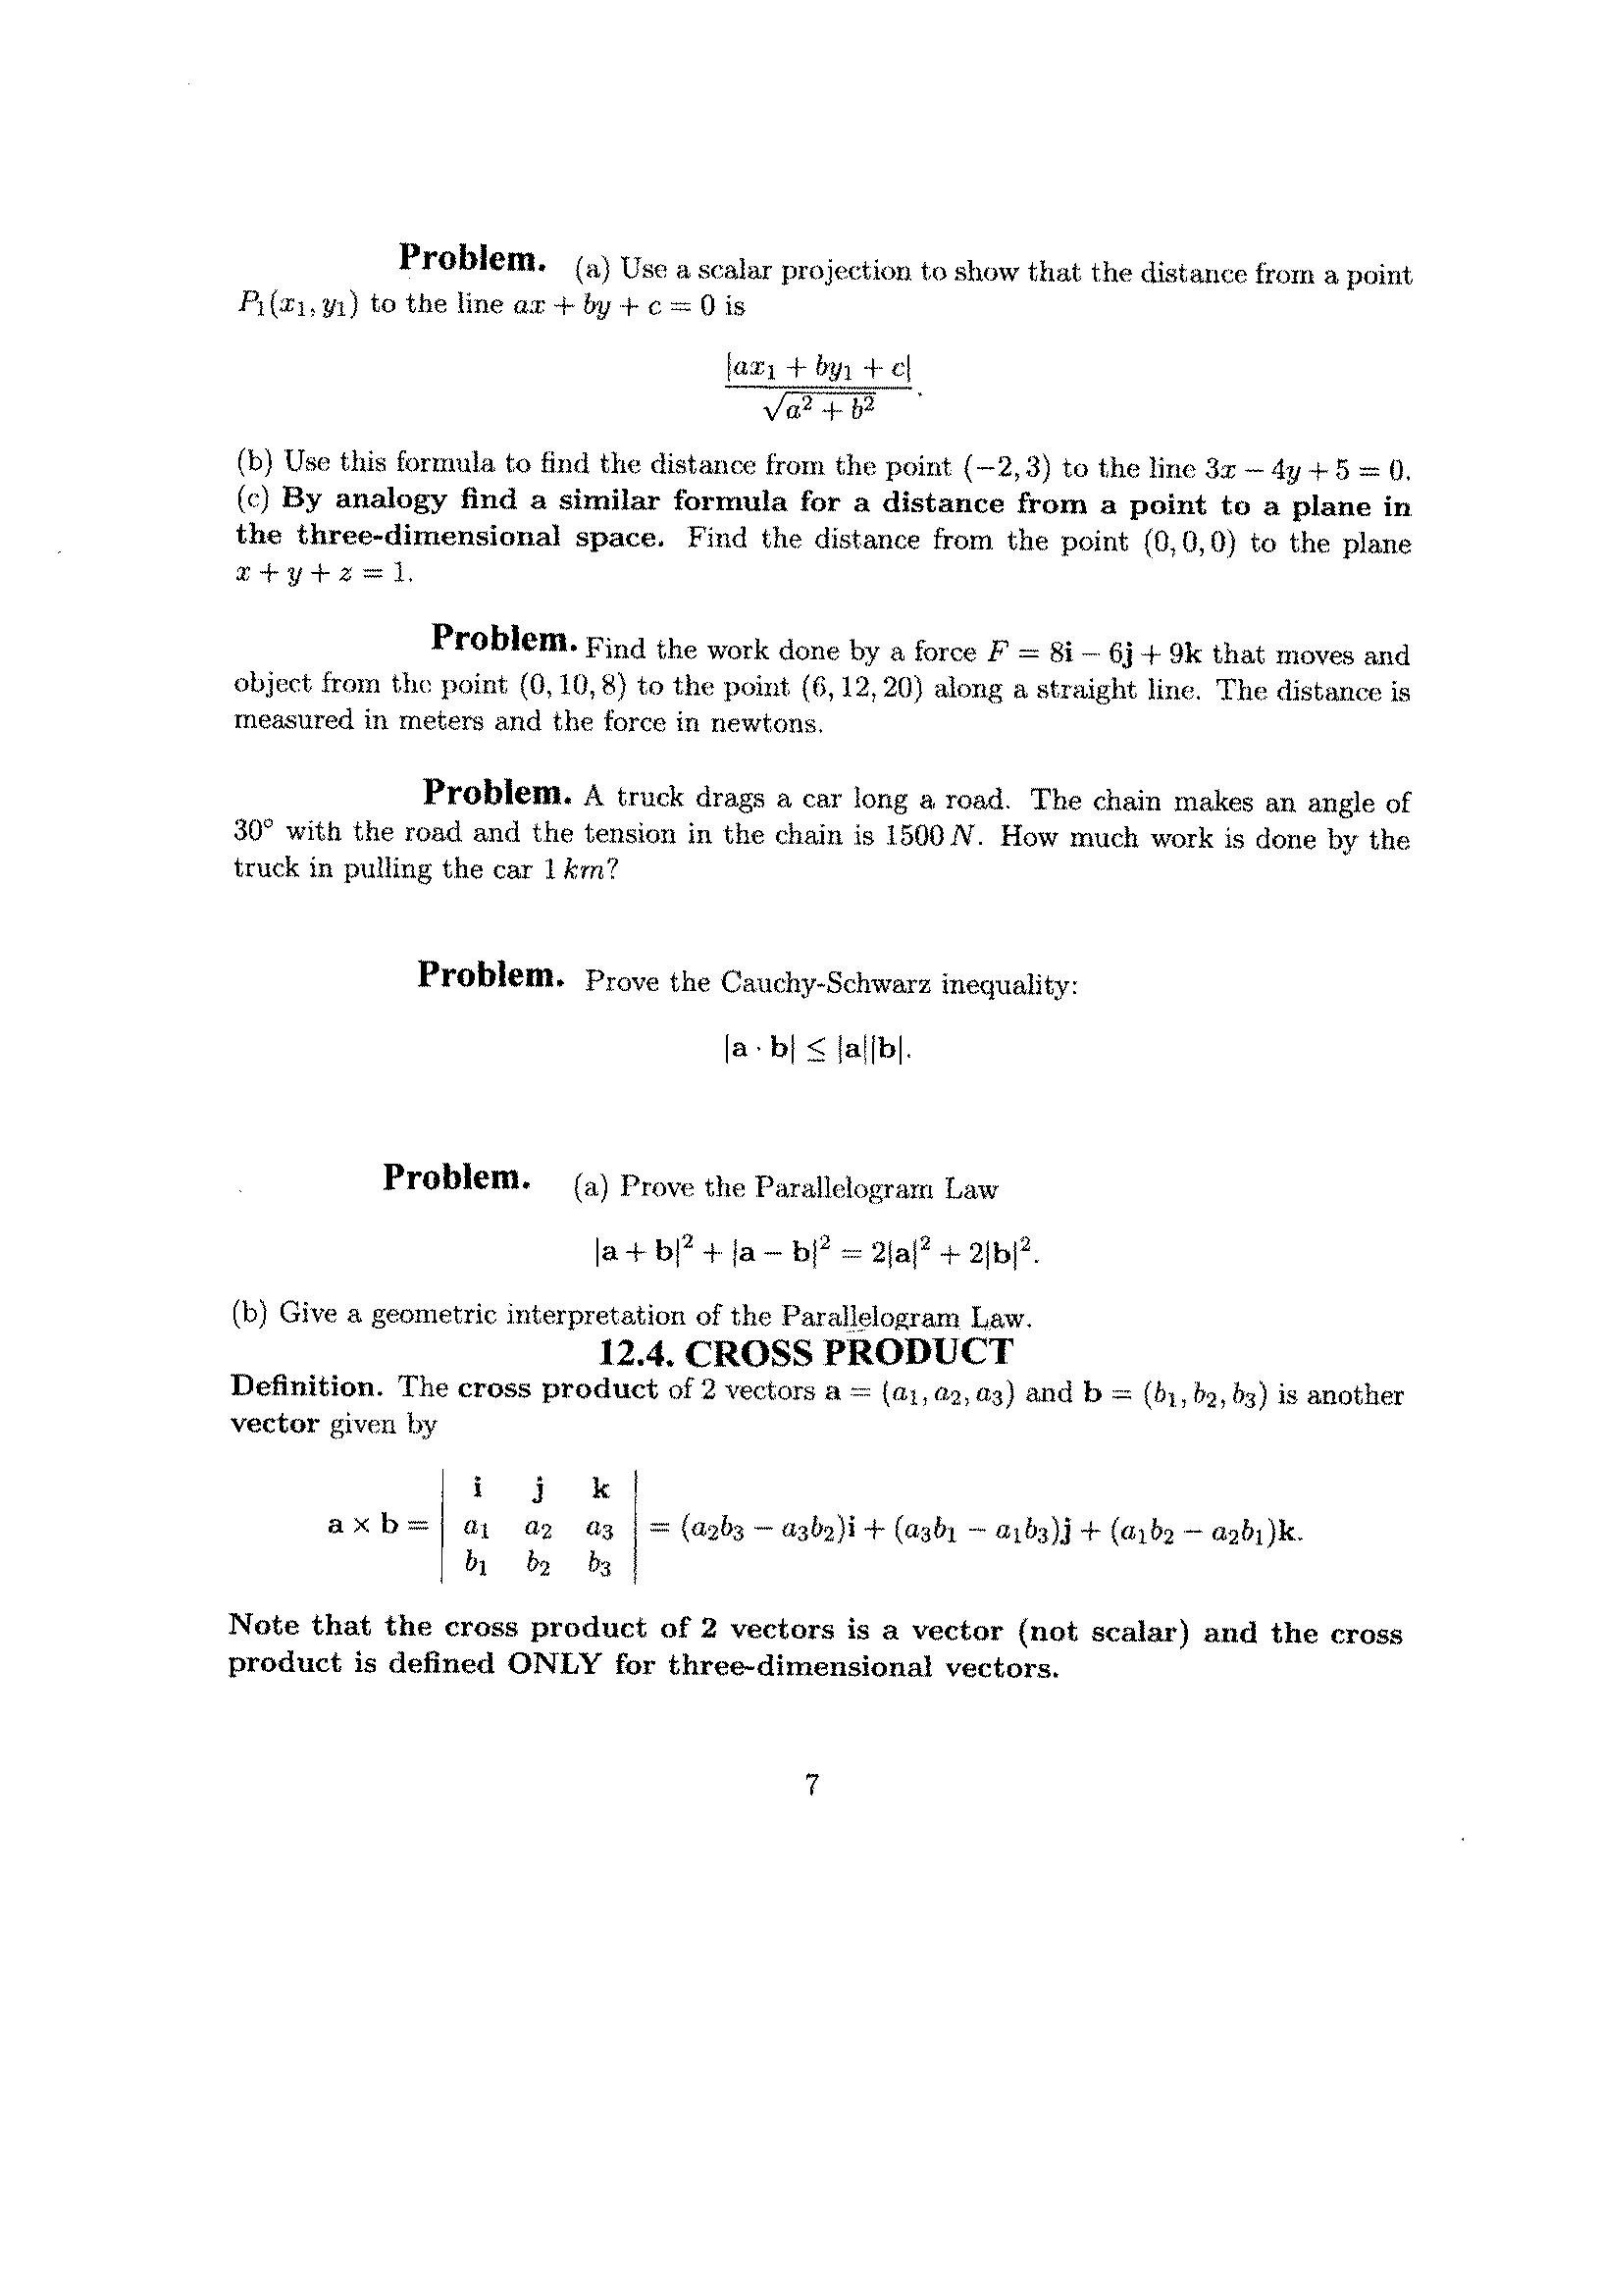 Problem. (a) Use a scalar projection to show that the distance from a point
P₁(x₁, y₁) to the line ax + by + c = 0 is
|ax₁ + by₁ + c|
√a² + b²
.
(b) Use this formula to find the distance from the point (−2, 3) to the line 3x − 4y + 5 = 0.
(c) By analogy find a similar formula for a distance from a point to a plane in
the three-dimensional space. Find the distance from the point (0, 0, 0) to the plane
x + y + z = 1.
Problem. Find the work done by a force F = 8i − 6j + 9k that moves and
object from the point (0, 10, 8) to the point (6, 12, 20) along a straight line. The distance is
measured in meters and the force in newtons.
Problem. A truck drags a car long a road. The chain makes an angle of
30° with the road and the tension in the chain is 1500 N. How much work is done by the
truck in pulling the car 1 km?
Problem. Prove the Cauchy-Schwarz inequality:
|a · b| ≤ |a||b|.
Problem. (a) Prove the Parallelogram Law
|a + b|² + |a − b|² = 2|a|² + 2|b|².
(b) Give a geometric interpretation of the Parallelogram Law.
12.4. CROSS PRODUCT
Definition. The cross product of 2 vectors a = (a₁, a₂, a₃) and b = (b₁, b₂, b₃) is another
vector given by
i j k
a × b = | a₁ a₂ a₃ | = (a₂b₃ − a₃b₂)i + (a₃b₁ − a₁b₃)j + (a₁b₂ − a₂b₁)k.
b₁ b₂ b₃
Note that the cross product of 2 vectors is a vector (not scalar) and the cross
product is defined ONLY for three-dimensional vectors.
7